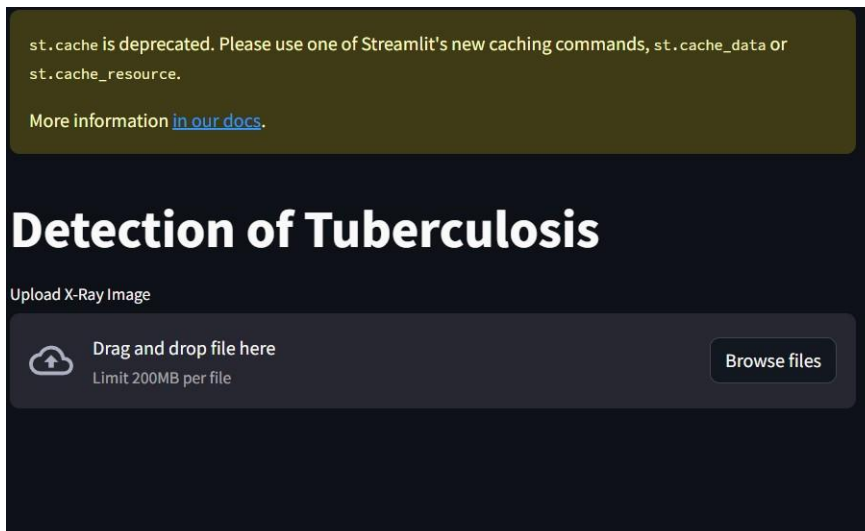 st.cache is deprecated. Please use one of Streamlit's new caching commands, st.cache_data or
st.cache_resource.
More information in our docs.
Detection of Tuberculosis
Upload X-Ray Image
Drag and drop file here
Limit 200MB per file
Browse files